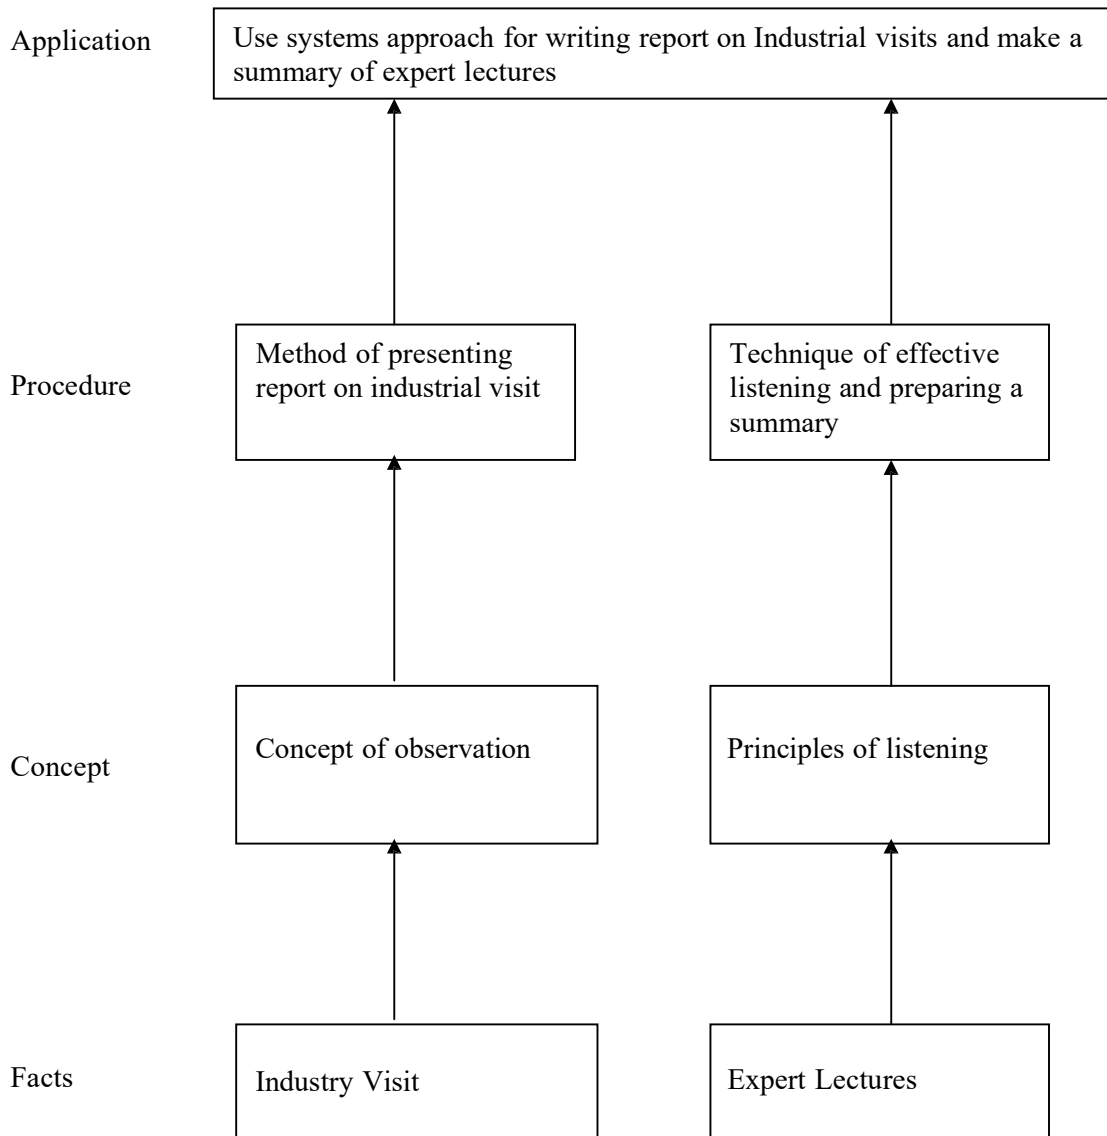 Application
Use systems approach for writing report on Industrial visits and make a
summary of expert lectures
Procedure
Method of presenting
report on industrial visit
Technique of effective
listening and preparing a
summary
Concept
Concept of observation
Principles of listening
Facts
Industry Visit
Expert Lectures